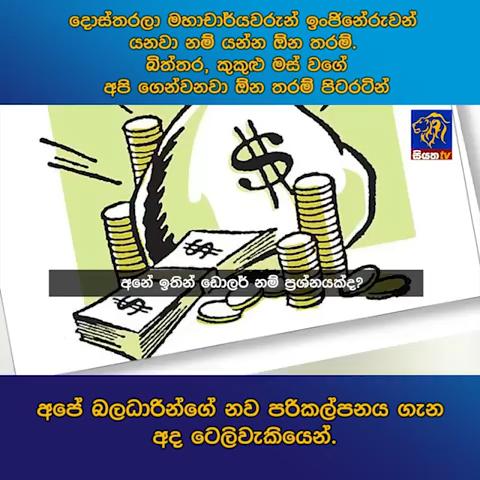 දොස්තරලා මහාචාර්යවරුන් ඉංජිනේරුවන්
යනවා නම් යන්න ඕන තරම්.
බිත්තර, කුකුළු මස් වගේ
අපි ගෙන්වනවා ඕන තරම් පිටරටින්
සියත tv
$
$
$
අනේ ඉතින් ඩොලර් නම් ප්‍රශ්නයක්ද?
අපේ බලධාරින්ගේ නව පරිකල්පනය ගැන
අද ටෙලිවැකියෙන්.